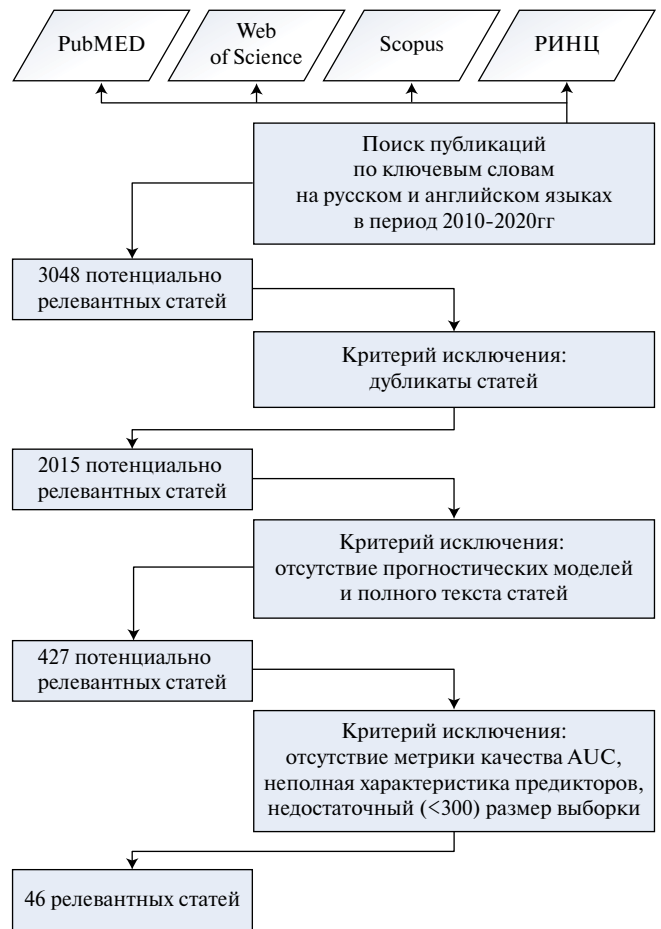 PubMED
Web
of Science
Scopus
РИНЦ
Поиск публикаций
по ключевым словам
на русском и английском языках
в период 2010-2020гг
3048 потенциально
релевантных статей
Критерий исключения:
дубликаты статей
2015 потенциально
релевантных статей
Критерий исключения:
отсутствие прогностических моделей
и полного текста статей
427 потенциально
релевантных статей
Критерий исключения:
отсутствие метрики качества AUC,
неполная характеристика предикторов,
недостаточный (<300) размер выборки
46 релевантных статей